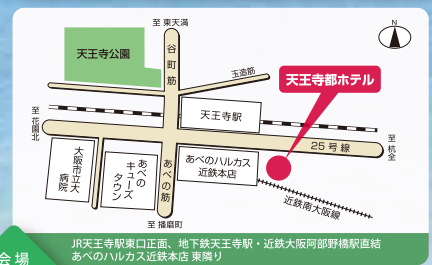 至 東天満
N
天王寺公園
谷町筋
玉造筋
天王寺都ホテル
天王寺駅
至 花園北
25号線
至 杭全
大阪市立大病院
あべのキューズタウン
あべの筋
あべのハルカス
近鉄本店
近鉄南大阪線
至 播磨町
JR天王寺駅東口正面、地下鉄天王寺駅・近鉄大阪阿部野橋駅直結
あべのハルカス近鉄本店 東隣り
会場